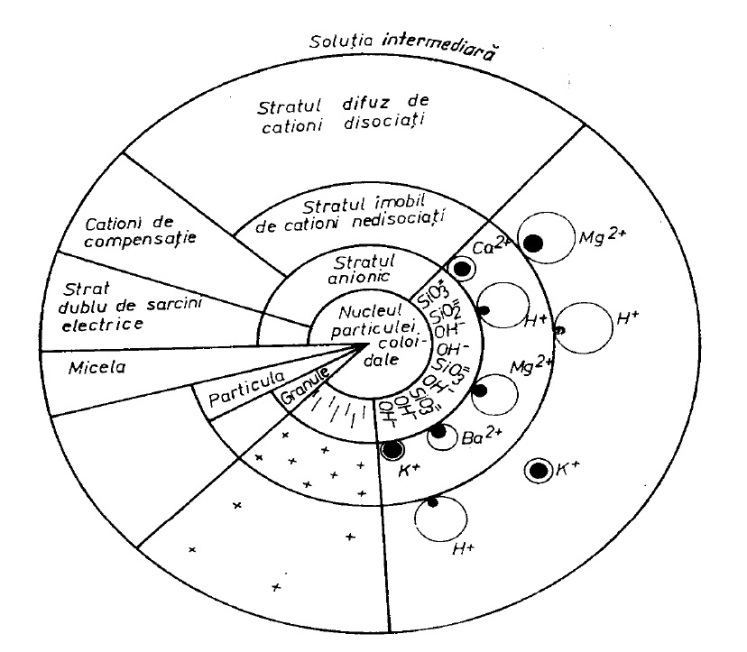 Soluția intermediară
Stratul difuz de
cationi disociați
Stratul imobil
de cationi nedisociați
Cationi de
compensație
Stratul
anionic
Strat
dublu de sarcini
electrice
Nucleul
particulei
coloi-
dale
Micela
Particula
Granule
SiO3=
SiO2=
OH-
OH-
SiO3=
OH-
SiO3=
OH-
OH-
Ca2+
Mg2+
H+
H+
Mg2+
Ba2+
K+
K+
H+